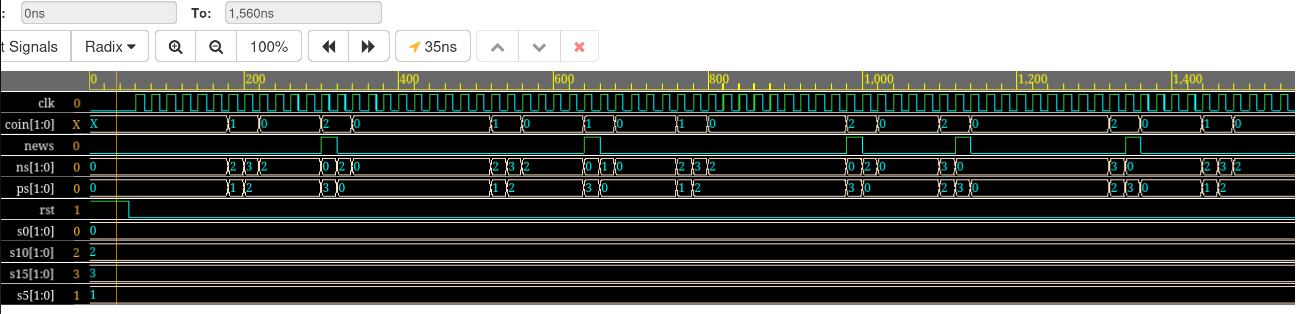 : 0ns To: 1,560ns
t Signals Radix 100% 35ns
0 200 400 600 800 1,000 1,200 1,400
clk 0
coin[1:0] X X 1 0 2 0 1 0 1 0 1 0 2 0 2 0 2 0 1 0
news 0
ns[1:0] 0 0 2 3 2 0 2 0 2 3 2 0 1 0 2 3 2 0 2 0 3 0 3 0 2 3 2
ps[1:0] 0 0 1 2 3 0 1 2 3 0 1 2 3 0 2 3 0 2 3 0 1 2
rst 1
s0[1:0] 0 0
s10[1:0] 2 2
s15[1:0] 3 3
s5[1:0] 1 1